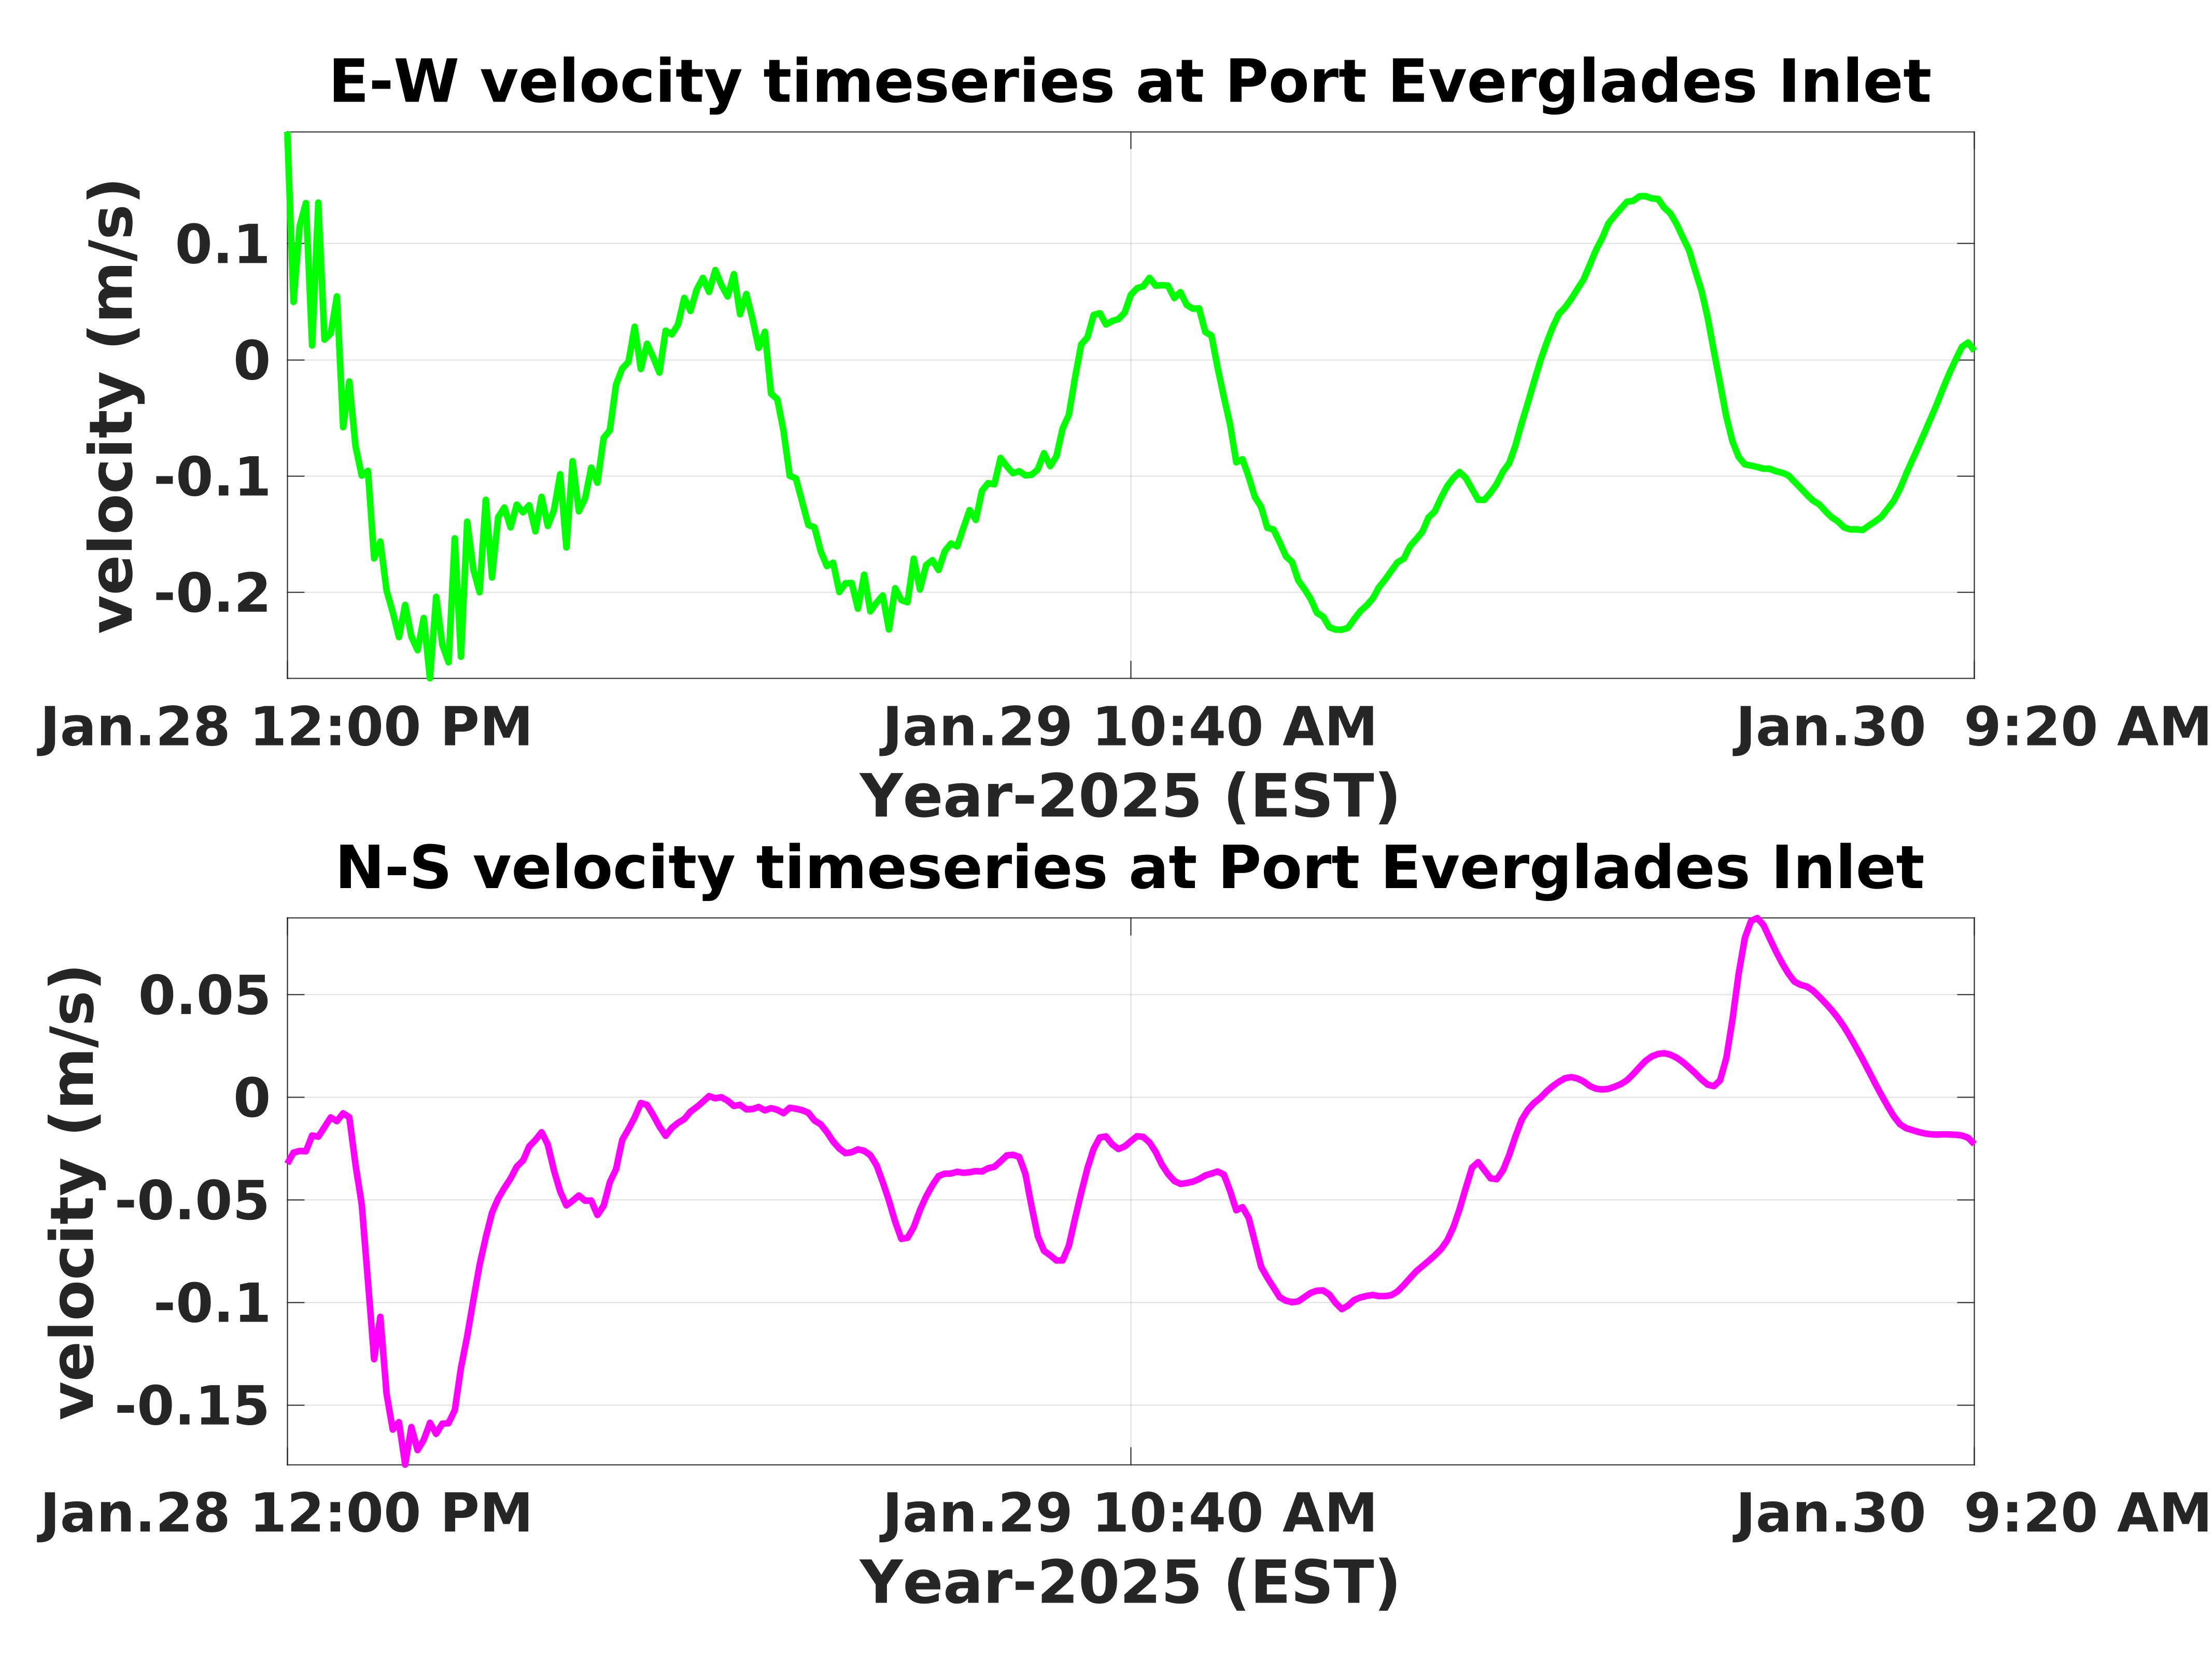 E-W velocity timeseries at Port Everglades Inlet
velocity (m/s)
0.1
0
-0.1
-0.2
Jan.28 12:00 PM
Jan.29 10:40 AM
Jan.30  9:20 AM
Year-2025 (EST)
N-S velocity timeseries at Port Everglades Inlet
velocity (m/s)
0.05
0
-0.05
-0.1
-0.15
Jan.28 12:00 PM
Jan.29 10:40 AM
Jan.30  9:20 AM
Year-2025 (EST)